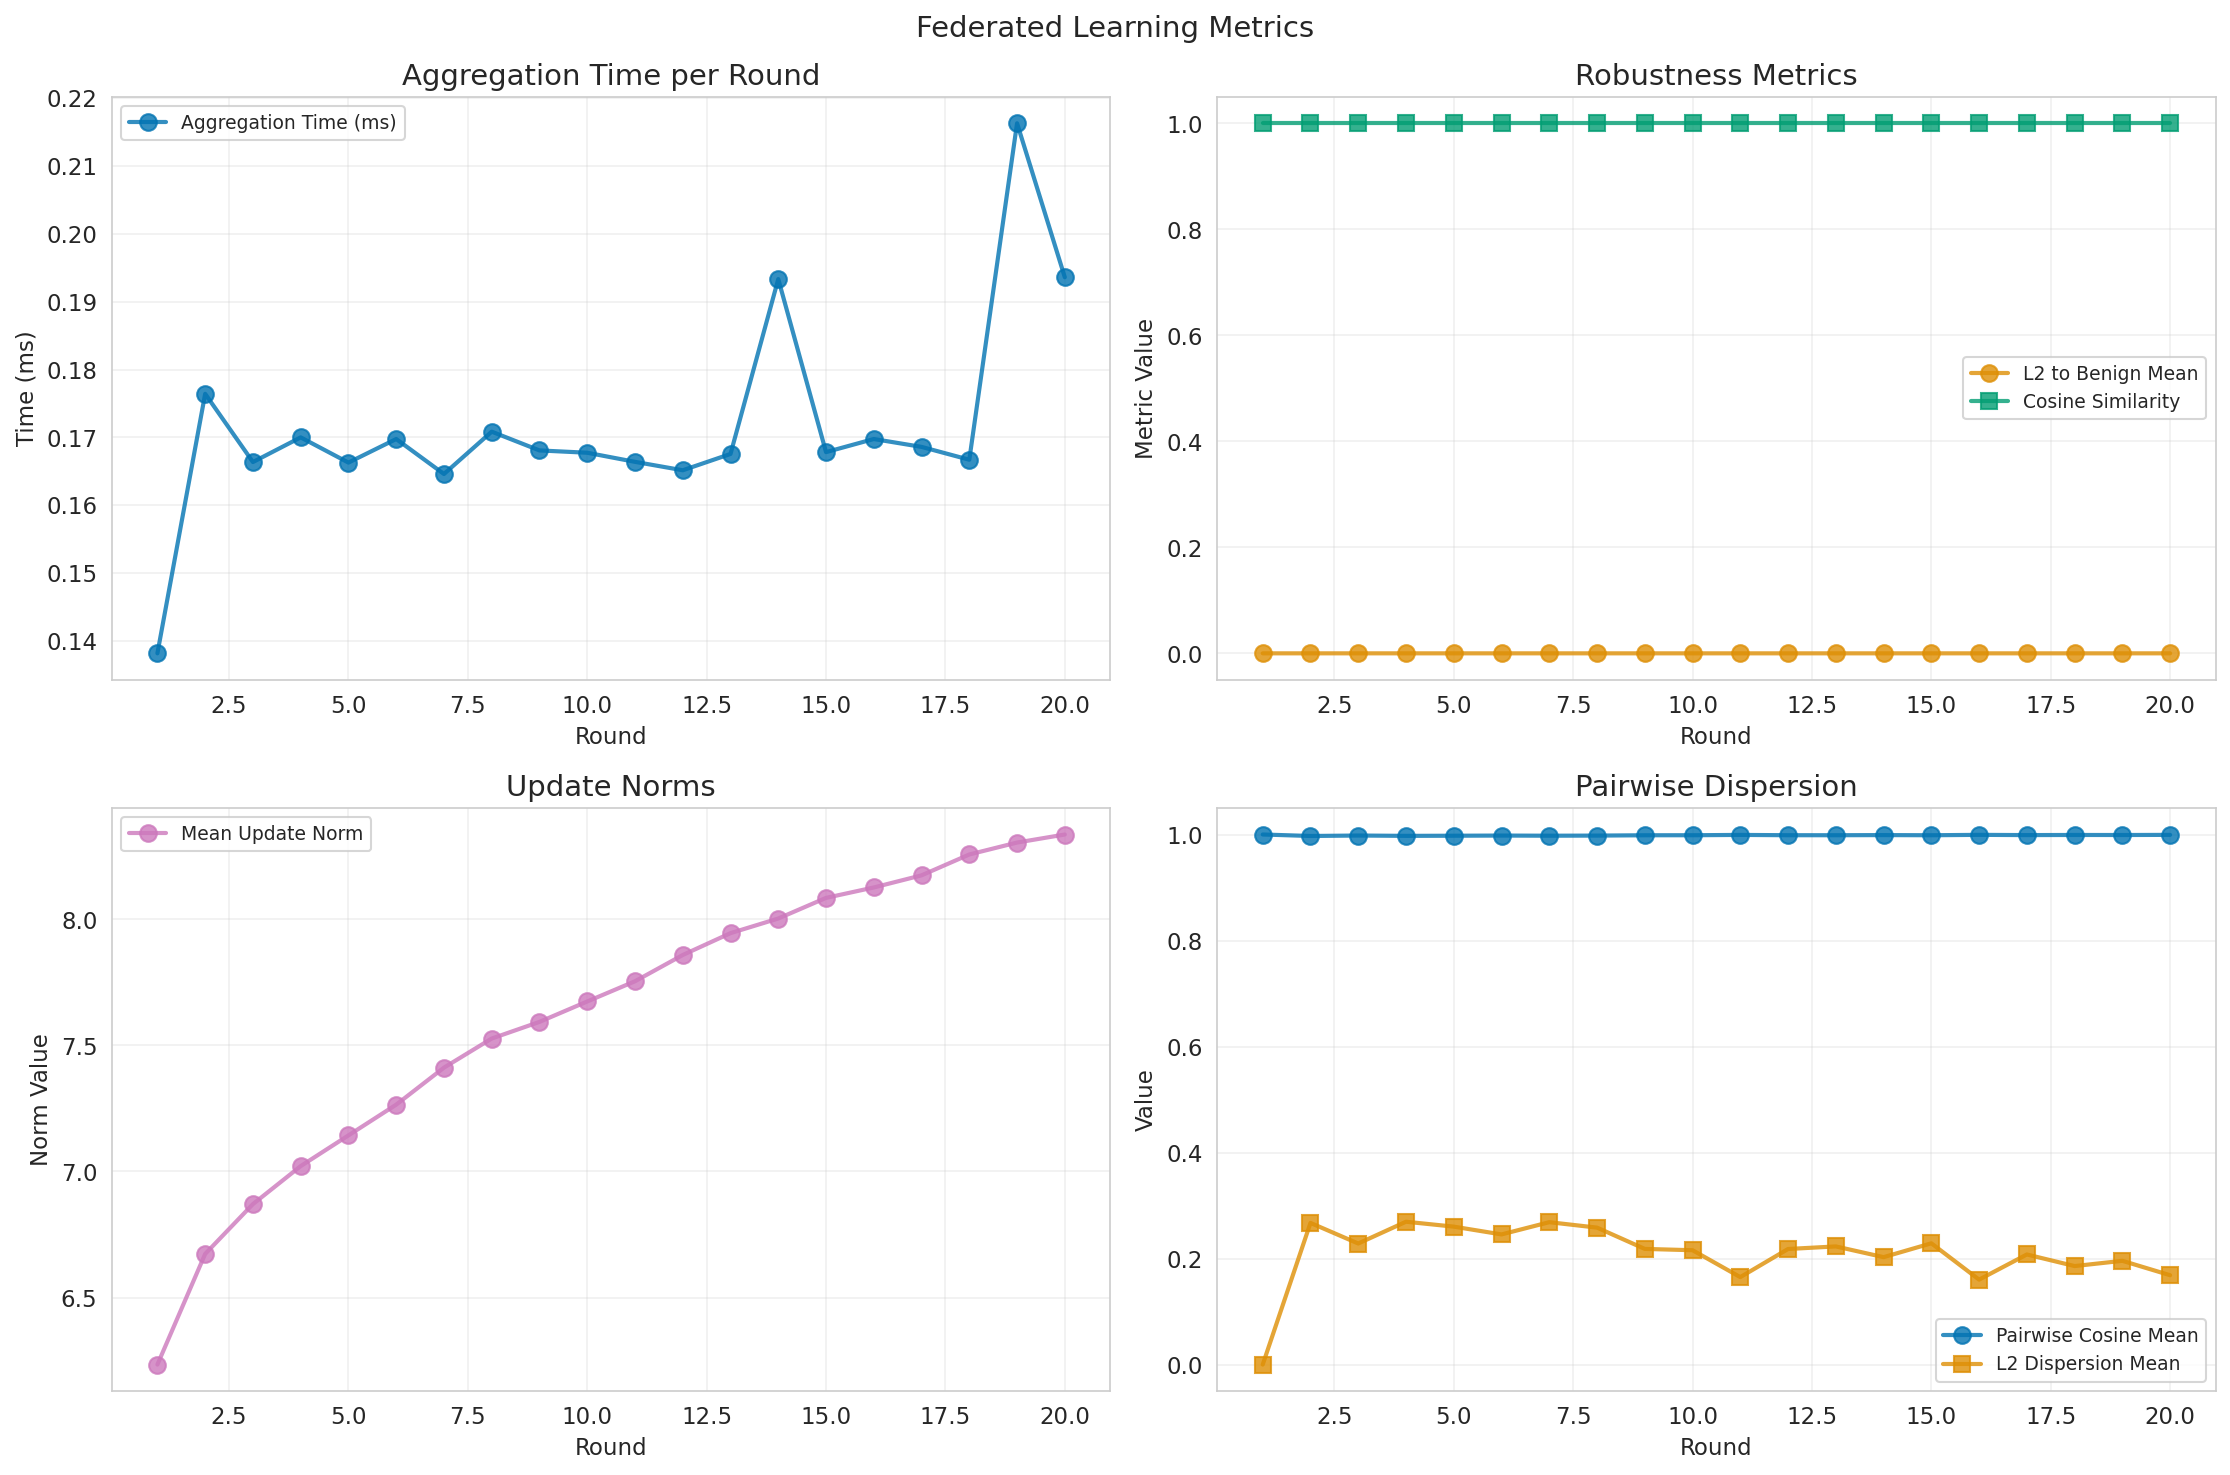 Federated Learning Metrics
Aggregation Time per Round
Aggregation Time (ms)
Time (ms)
0.22
0.21
0.20
0.19
0.18
0.17
0.16
0.15
0.14
2.5 5.0 7.5 10.0 12.5 15.0 17.5 20.0
Round
Robustness Metrics
Metric Value
1.0
0.8
0.6
0.4
0.2
0.0
L2 to Benign Mean
Cosine Similarity
2.5 5.0 7.5 10.0 12.5 15.0 17.5 20.0
Round
Update Norms
Mean Update Norm
Norm Value
8.0
7.5
7.0
6.5
2.5 5.0 7.5 10.0 12.5 15.0 17.5 20.0
Round
Pairwise Dispersion
Value
1.0
0.8
0.6
0.4
0.2
0.0
Pairwise Cosine Mean
L2 Dispersion Mean
2.5 5.0 7.5 10.0 12.5 15.0 17.5 20.0
Round